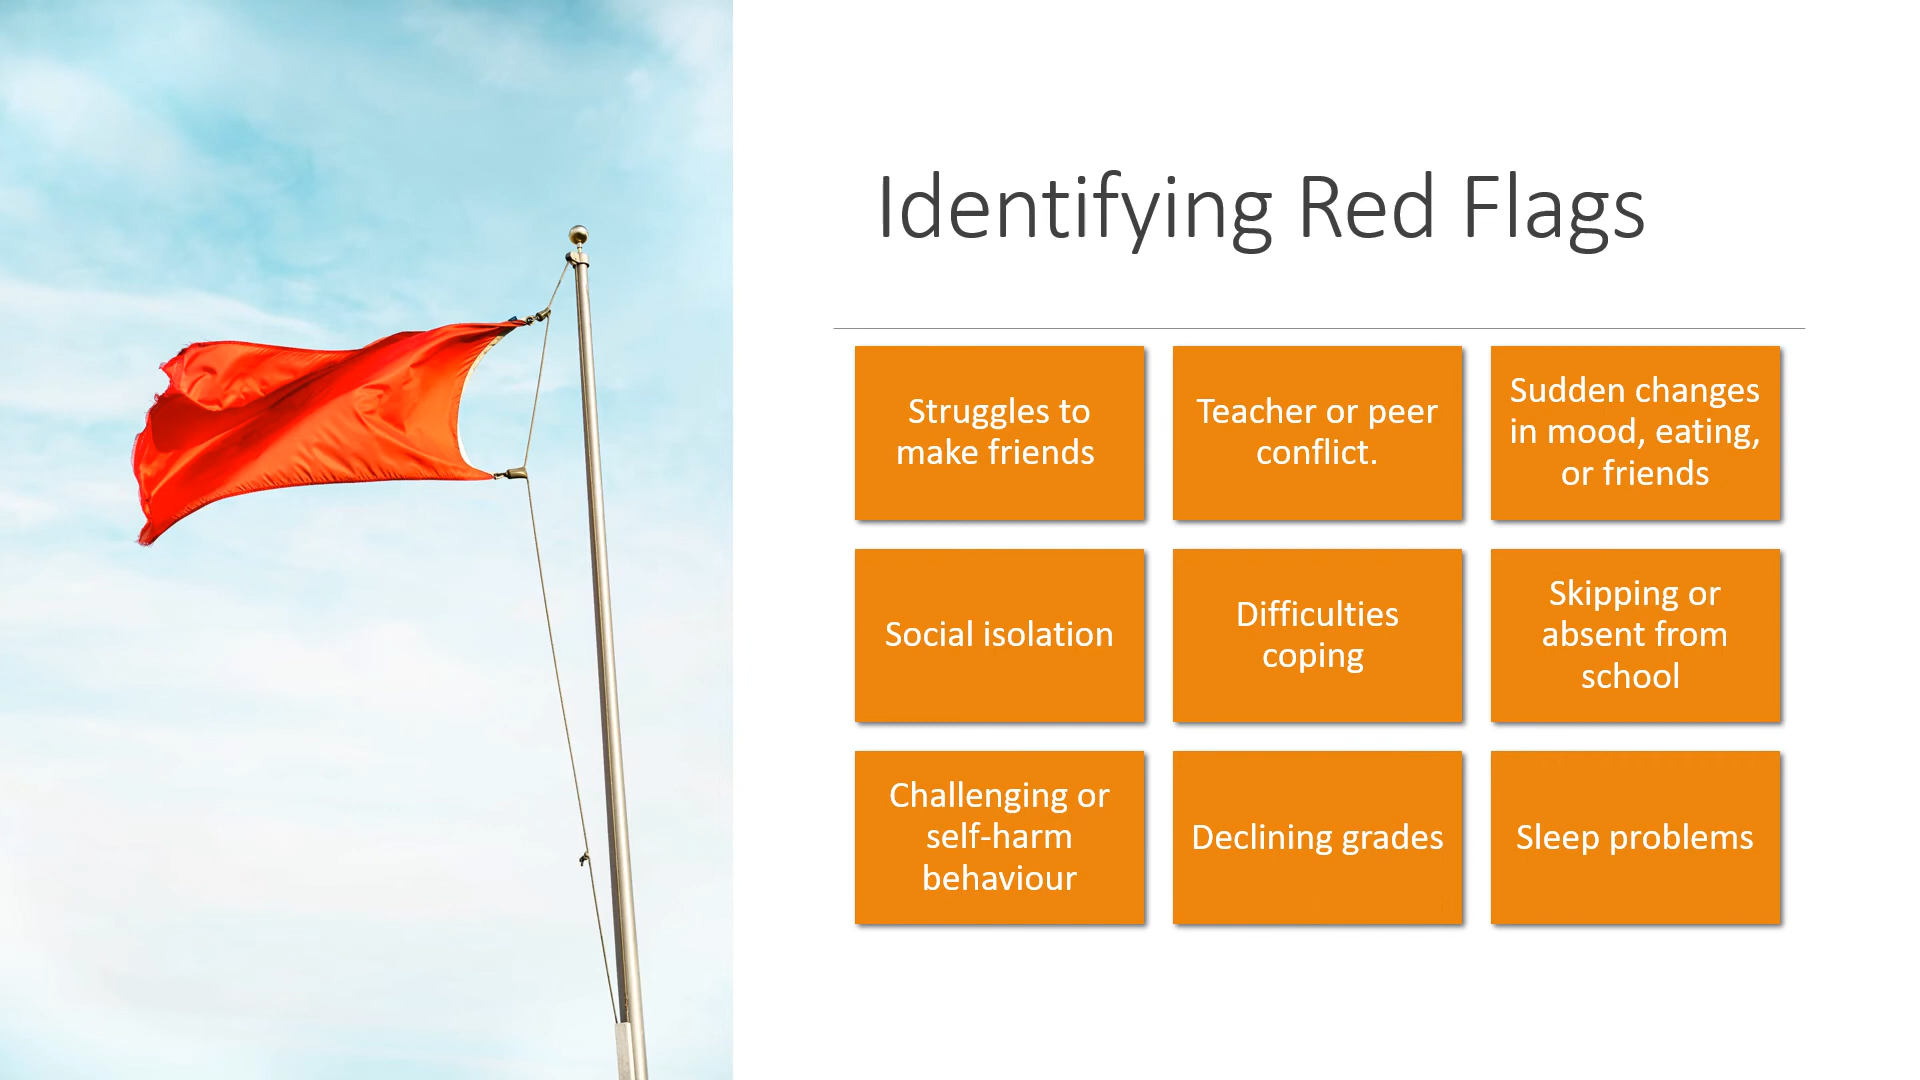 Identifying Red Flags
Struggles to
make friends
Teacher or peer
conflict.
Sudden changes
in mood, eating,
or friends
Social isolation
Difficulties
coping
Skipping or
absent from
school
Challenging or
self-harm
behaviour
Declining grades
Sleep problems